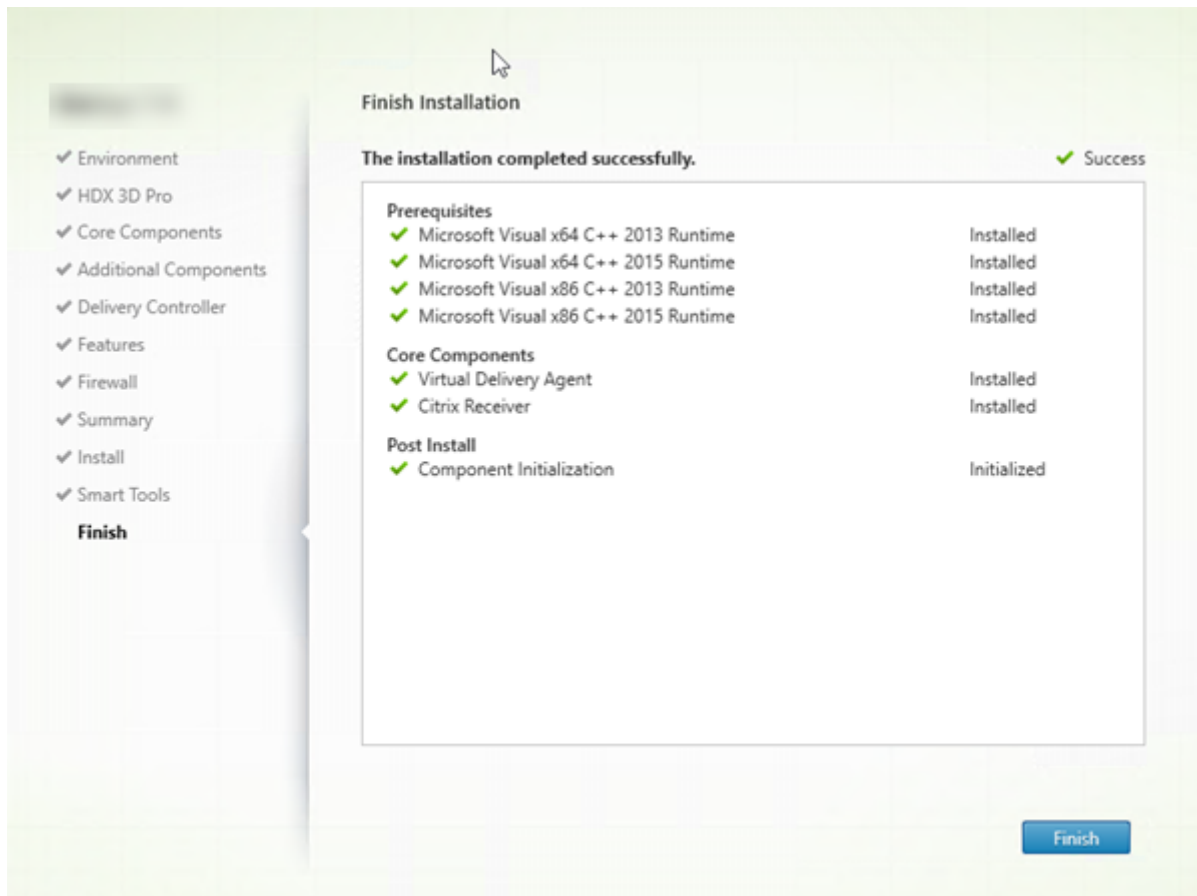 Environment
HDX 3D Pro
Core Components
Additional Components
Delivery Controller
Features
Firewall
Summary
Install
Smart Tools
Finish
Finish Installation
The installation completed successfully. Success
Prerequisites
Microsoft Visual x64 C++ 2013 Runtime Installed
Microsoft Visual x64 C++ 2015 Runtime Installed
Microsoft Visual x86 C++ 2013 Runtime Installed
Microsoft Visual x86 C++ 2015 Runtime Installed
Core Components
Virtual Delivery Agent Installed
Citrix Receiver Installed
Post Install
Component Initialization Initialized
Finish